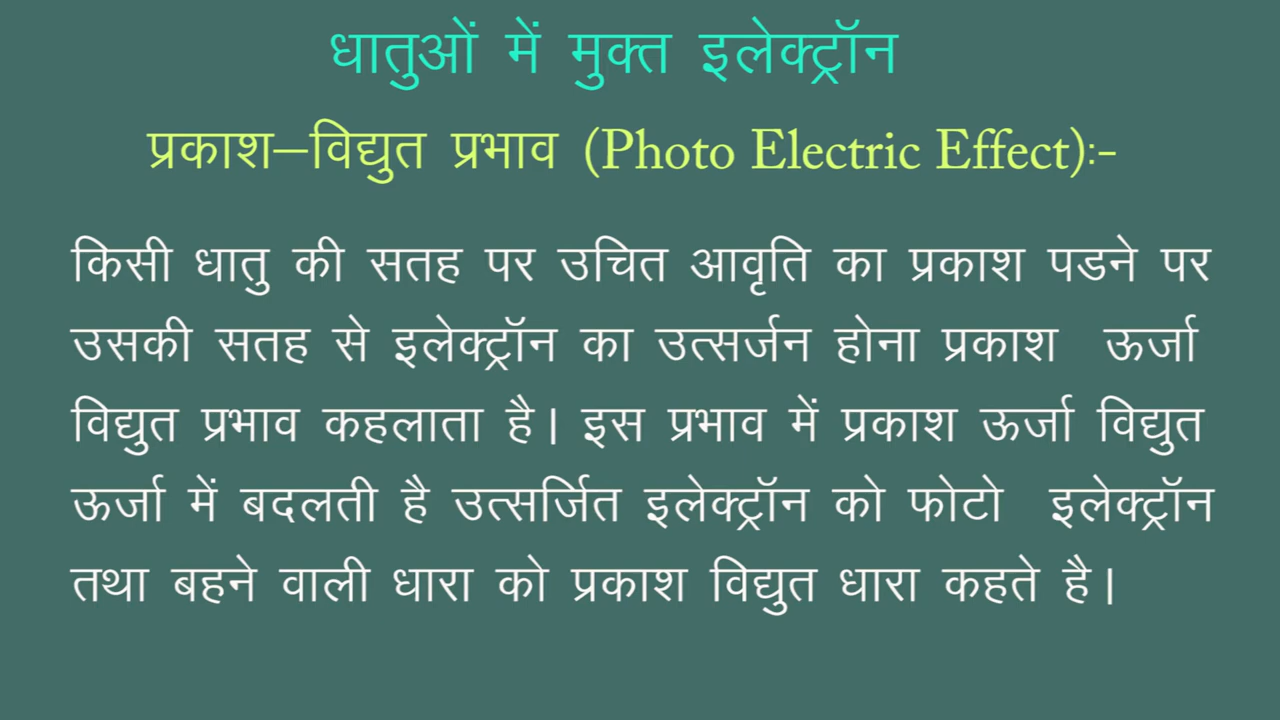 धातुओं में मुक्त इलेक्ट्रॉन
प्रकाश–विद्युत प्रभाव (Photo Electric Effect):-
किसी धातु की सतह पर उचित आवृति का प्रकाश पडने पर
उसकी सतह से इलेक्ट्रॉन का उत्सर्जन होना प्रकाश ऊर्जा
विद्युत प्रभाव कहलाता है। इस प्रभाव में प्रकाश ऊर्जा विद्युत
ऊर्जा में बदलती है उत्सर्जित इलेक्ट्रॉन को फोटो इलेक्ट्रॉन
तथा बहने वाली धारा को प्रकाश विद्युत धारा कहते है।